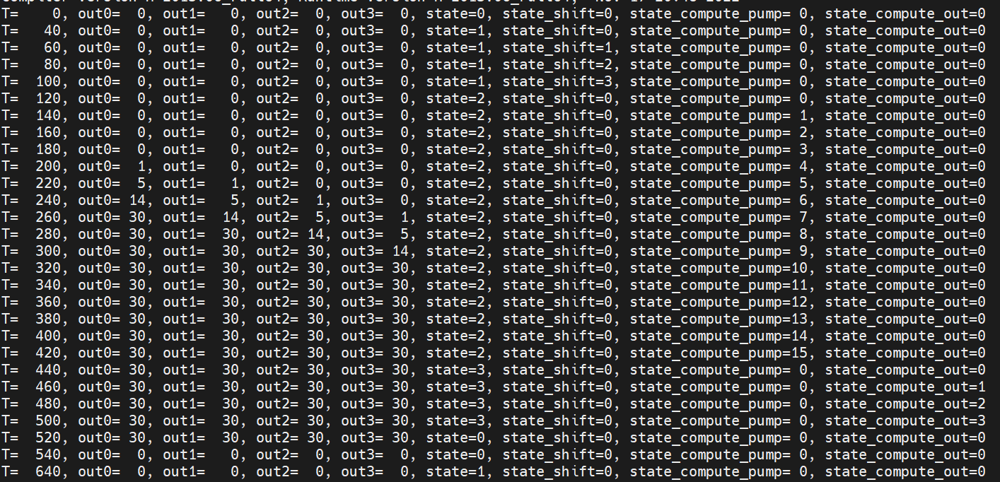 T=    0, out0=  0, out1=   0, out2=  0, out3=  0, state=0, state_shift=0, state_compute_pump= 0, state_compute_out=0
T=   40, out0=  0, out1=   0, out2=  0, out3=  0, state=1, state_shift=0, state_compute_pump= 0, state_compute_out=0
T=   60, out0=  0, out1=   0, out2=  0, out3=  0, state=1, state_shift=1, state_compute_pump= 0, state_compute_out=0
T=   80, out0=  0, out1=   0, out2=  0, out3=  0, state=1, state_shift=2, state_compute_pump= 0, state_compute_out=0
T=  100, out0=  0, out1=   0, out2=  0, out3=  0, state=1, state_shift=3, state_compute_pump= 0, state_compute_out=0
T=  120, out0=  0, out1=   0, out2=  0, out3=  0, state=2, state_shift=0, state_compute_pump= 0, state_compute_out=0
T=  140, out0=  0, out1=   0, out2=  0, out3=  0, state=2, state_shift=0, state_compute_pump= 1, state_compute_out=0
T=  160, out0=  0, out1=   0, out2=  0, out3=  0, state=2, state_shift=0, state_compute_pump= 2, state_compute_out=0
T=  180, out0=  0, out1=   0, out2=  0, out3=  0, state=2, state_shift=0, state_compute_pump= 3, state_compute_out=0
T=  200, out0=  1, out1=   0, out2=  0, out3=  0, state=2, state_shift=0, state_compute_pump= 4, state_compute_out=0
T=  220, out0=  5, out1=   1, out2=  0, out3=  0, state=2, state_shift=0, state_compute_pump= 5, state_compute_out=0
T=  240, out0= 14, out1=   5, out2=  1, out3=  0, state=2, state_shift=0, state_compute_pump= 6, state_compute_out=0
T=  260, out0= 30, out1=  14, out2=  5, out3=  1, state=2, state_shift=0, state_compute_pump= 7, state_compute_out=0
T=  280, out0= 30, out1=  30, out2= 14, out3=  5, state=2, state_shift=0, state_compute_pump= 8, state_compute_out=0
T=  300, out0= 30, out1=  30, out2= 30, out3= 14, state=2, state_shift=0, state_compute_pump= 9, state_compute_out=0
T=  320, out0= 30, out1=  30, out2= 30, out3= 30, state=2, state_shift=0, state_compute_pump=10, state_compute_out=0
T=  340, out0= 30, out1=  30, out2= 30, out3= 30, state=2, state_shift=0, state_compute_pump=11, state_compute_out=0
T=  360, out0= 30, out1=  30, out2= 30, out3= 30, state=2, state_shift=0, state_compute_pump=12, state_compute_out=0
T=  380, out0= 30, out1=  30, out2= 30, out3= 30, state=2, state_shift=0, state_compute_pump=13, state_compute_out=0
T=  400, out0= 30, out1=  30, out2= 30, out3= 30, state=2, state_shift=0, state_compute_pump=14, state_compute_out=0
T=  420, out0= 30, out1=  30, out2= 30, out3= 30, state=2, state_shift=0, state_compute_pump=15, state_compute_out=0
T=  440, out0= 30, out1=  30, out2= 30, out3= 30, state=3, state_shift=0, state_compute_pump= 0, state_compute_out=0
T=  460, out0= 30, out1=  30, out2= 30, out3= 30, state=3, state_shift=0, state_compute_pump= 0, state_compute_out=1
T=  480, out0= 30, out1=  30, out2= 30, out3= 30, state=3, state_shift=0, state_compute_pump= 0, state_compute_out=2
T=  500, out0= 30, out1=  30, out2= 30, out3= 30, state=3, state_shift=0, state_compute_pump= 0, state_compute_out=3
T=  520, out0= 30, out1=  30, out2= 30, out3= 30, state=0, state_shift=0, state_compute_pump= 0, state_compute_out=0
T=  540, out0=  0, out1=   0, out2=  0, out3=  0, state=0, state_shift=0, state_compute_pump= 0, state_compute_out=0
T=  640, out0=  0, out1=   0, out2=  0, out3=  0, state=1, state_shift=0, state_compute_pump= 0, state_compute_out=0